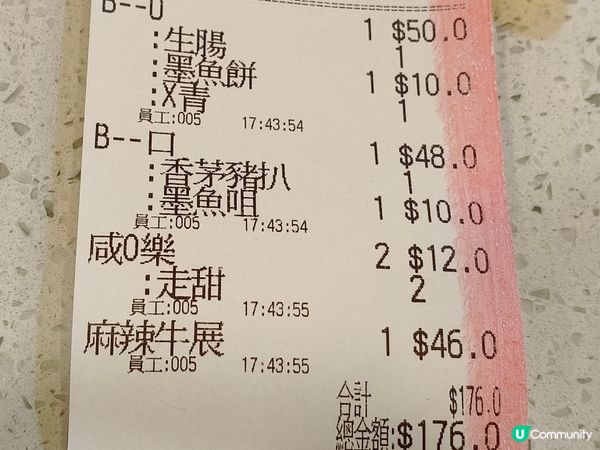 B--0 1 $50.0
:生腸 1
:墨魚餅 1 $10.0
:X青 1
員工:005 17:43:54
B--口 1 $48.0
:香茅豬扒 1
:墨魚咀 1 $10.0
員工:005 17:43:54
咸0樂 2 $12.0
:走甜 2
員工:005 17:43:55
麻辣牛展 1 $46.0
員工:005 17:43:55
合計 $176.0
總金額:$176.0
U Community